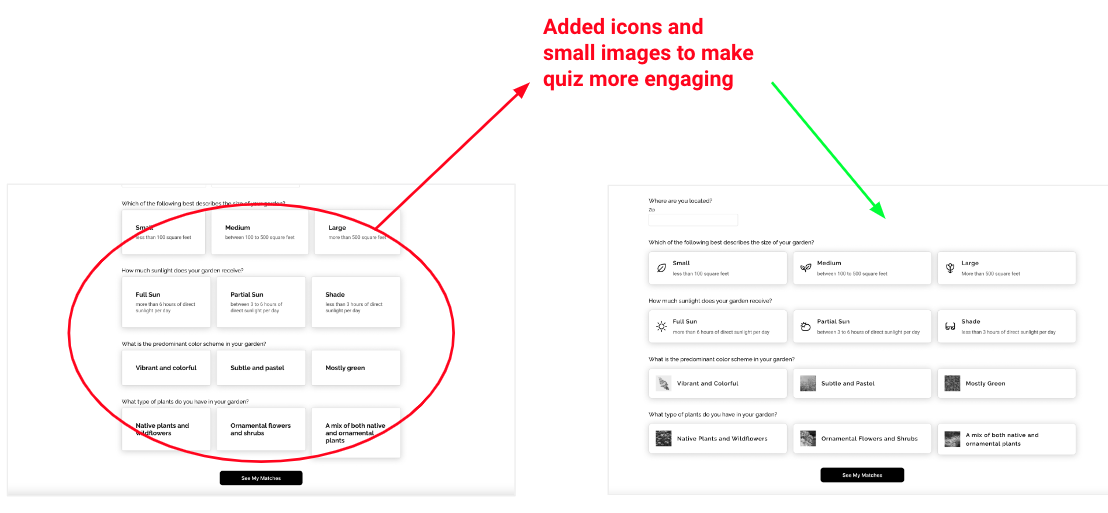 Added icons and
small images to make
quiz more engaging
Which of the following best describes the size of your garden?
Small
less than 100 square feet
Medium
between 100 to 500 square feet
Large
more than 500 square feet
How much sunlight does your garden receive?
Full Sun
more than 6 hours of direct
sunlight per day
Partial Sun
between 3 to 6 hours of
direct sunlight per day
Shade
less than 3 hours of direct
sunlight per day
What is the predominant color scheme in your garden?
Vibrant and colorful
Subtle and pastel
Mostly green
What type of plants do you have in your garden?
Native plants and
wildflowers
Ornamental flowers
and shrubs
A mix of both native
and ornamental
plants
See My Matches
Where are you located?
Zip
Which of the following best describes the size of your garden?
Small
less than 100 square feet
Medium
between 100 to 500 square feet
Large
More than 500 square feet
How much sunlight does your garden receive?
Full Sun
more than 6 hours of direct sunlight per day
Partial Sun
between 3 to 6 hours of direct sunlight per day
Shade
less than 3 hours of direct sunlight per day
What is the predominant color scheme in your garden?
Vibrant and Colorful
Subtle and Pastel
Mostly Green
What type of plants do you have in your garden?
Native Plants and Wildflowers
Ornamental Flowers and Shrubs
A mix of both native and
ornamental plants
See My Matches